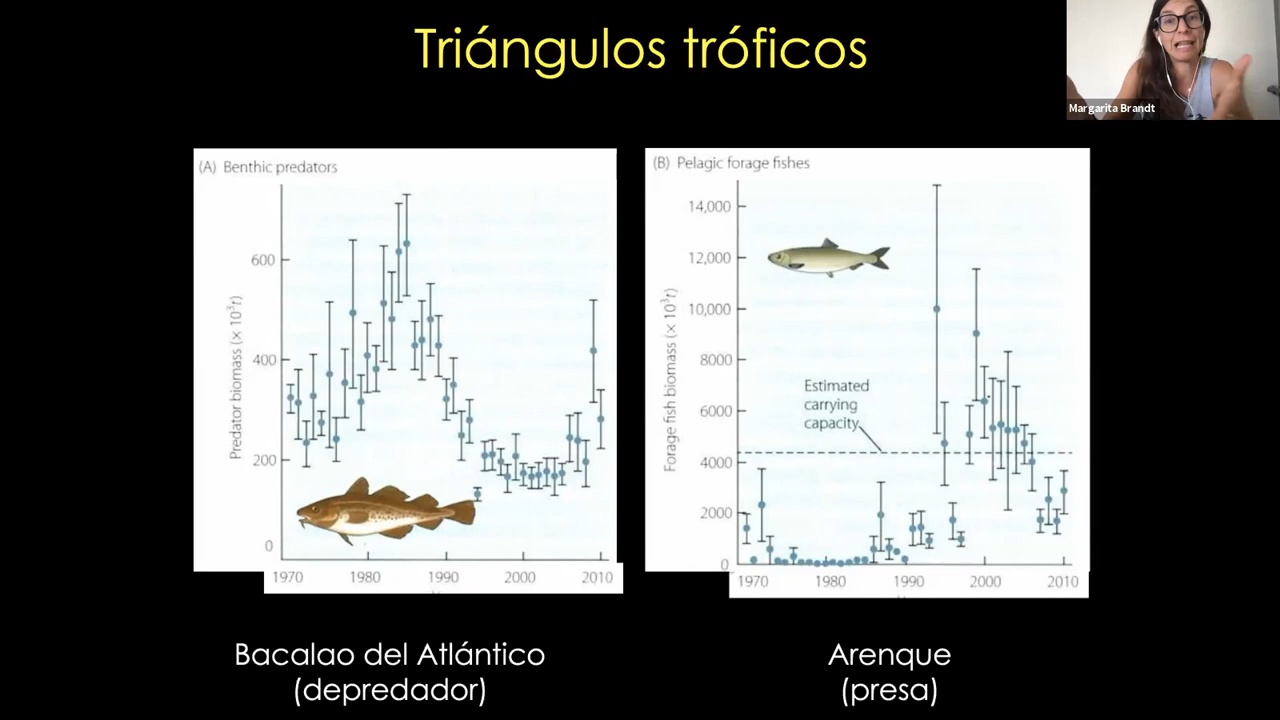 Triángulos tróficos
Margarita Brandt
(A) Benthic predators
Predator biomass (× 10³t)
600
400
200
0
1970 1980 1990 2000 2010
(B) Pelagic forage fishes
Forage fish biomass (× 10³t)
14,000
12,000
10,000
8000
6000
4000
2000
0
Estimated
carrying
capacity
1970 1980 1990 2000 2010
Bacalao del Atlántico
(depredador)
Arenque
(presa)